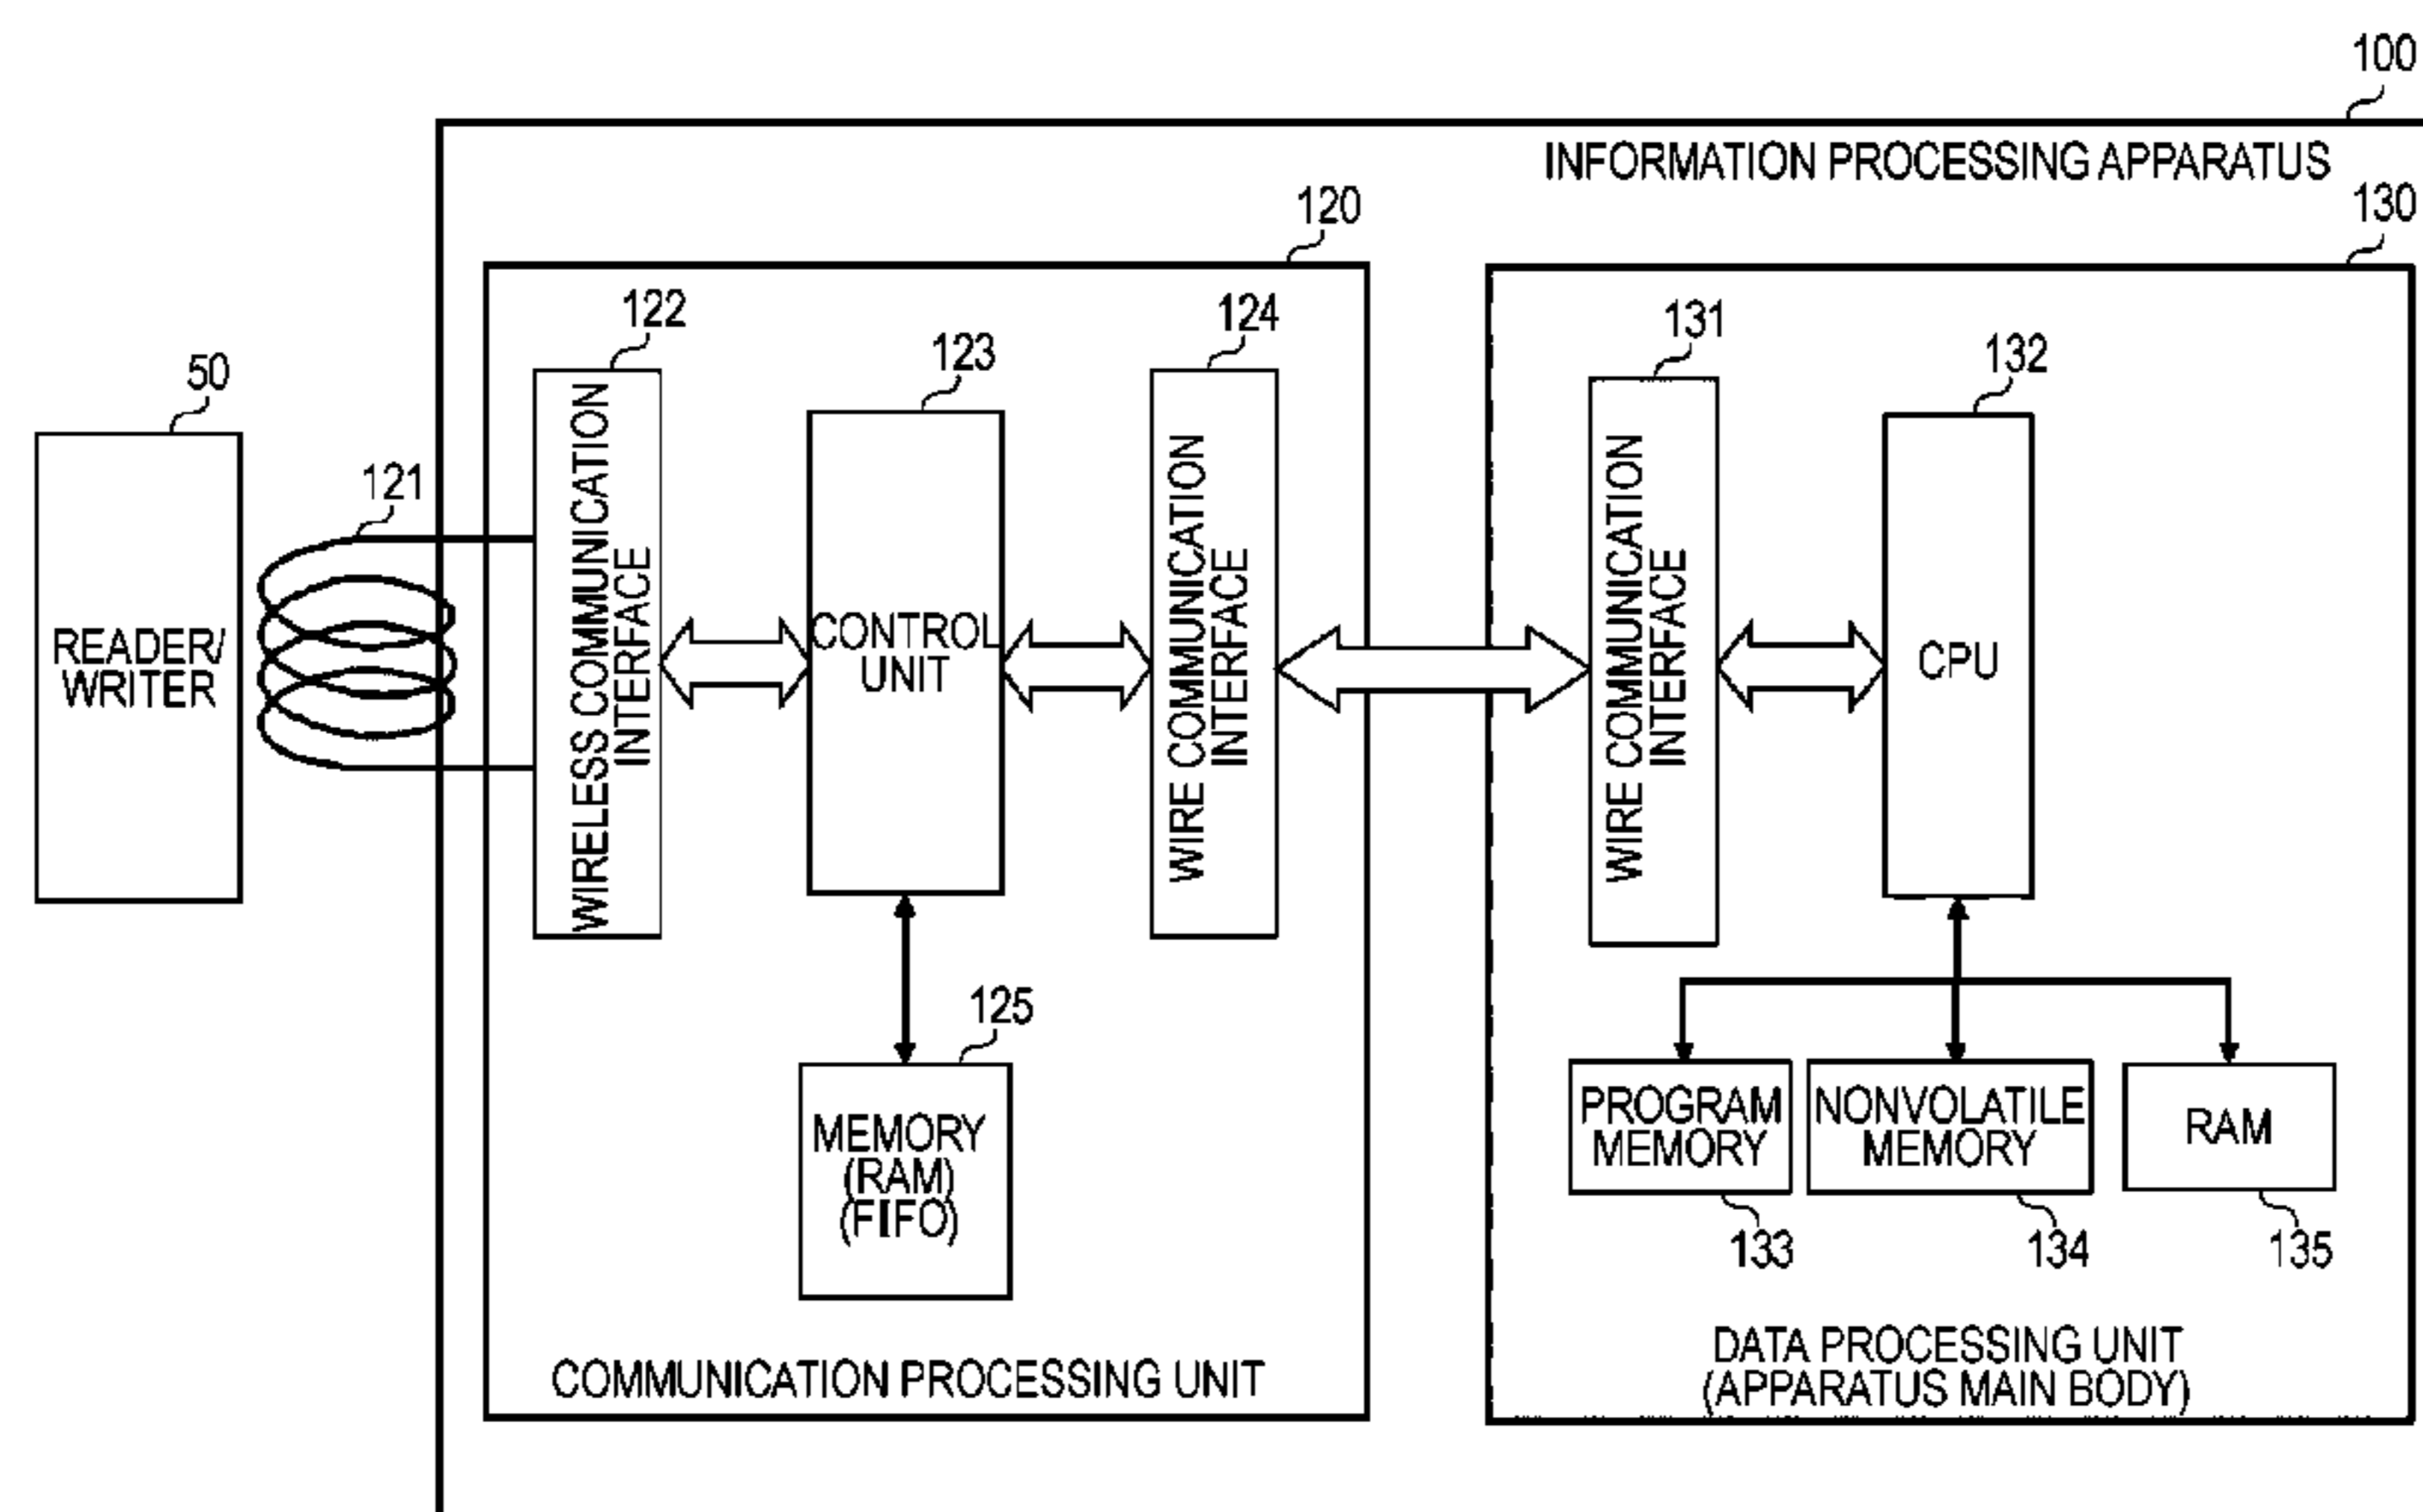 100
INFORMATION PROCESSING APPARATUS
120
130
122
124
131
123
132
50
121
READER/
WRITER
WIRELESS COMMUNICATION
INTERFACE
CONTROL
UNIT
WIRE COMMUNICATION
INTERFACE
WIRE COMMUNICATION
INTERFACE
CPU
125
MEMORY
(RAM)
(FIFO)
PROGRAM
MEMORY
NONVOLATILE
MEMORY
RAM
133
134
135
COMMUNICATION PROCESSING UNIT
DATA PROCESSING UNIT
(APPARATUS MAIN BODY)